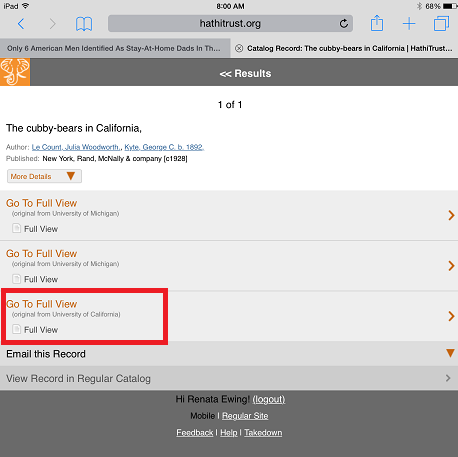 iPad
8:00 AM
68%
hathitrust.org
Only 6 American Men Identified As Stay-At-Home Dads In Th...
Catalog Record: The cubby-bears in California | HathiTrust...
<< Results
1 of 1
The cubby-bears in California,
Author: Le Count, Julia Woodworth., Kyte, George C. b. 1892.
Published: New York, Rand, McNally & company [c1928]
More Details
Go To Full View
(original from University of Michigan)
Full View
Go To Full View
(original from University of Michigan)
Full View
Go To Full View
(original from University of California)
Full View
Email this Record
View Record in Regular Catalog
Hi Renata Ewing! (logout)
Mobile | Regular Site
Feedback | Help | Takedown